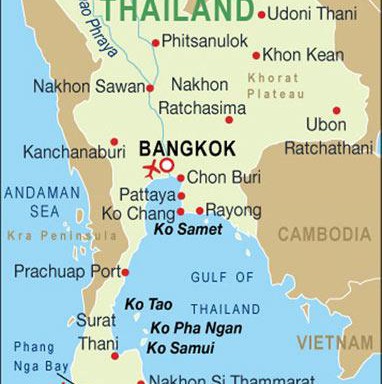 THAILAND
Udoni Thani
Phitsanulok
Khon Kean
Khorat
Plateau
Nakhon Sawan
Nakhon
Ratchasima
Ubon
Ratchathani
Kanchanaburi
BANGKOK
Chon Buri
Pattaya
ANDAMAN
SEA
Ko Chang
Rayong
Ko Samet
Kra Peninsula
CAMBODIA
Prachuap Port
GULF OF
THAILAND
Ko Tao
Surat
Thani
Ko Pha Ngan
Ko Samui
Phang
Nga Bay
VIETNAM
Nakhon Si Thammarat